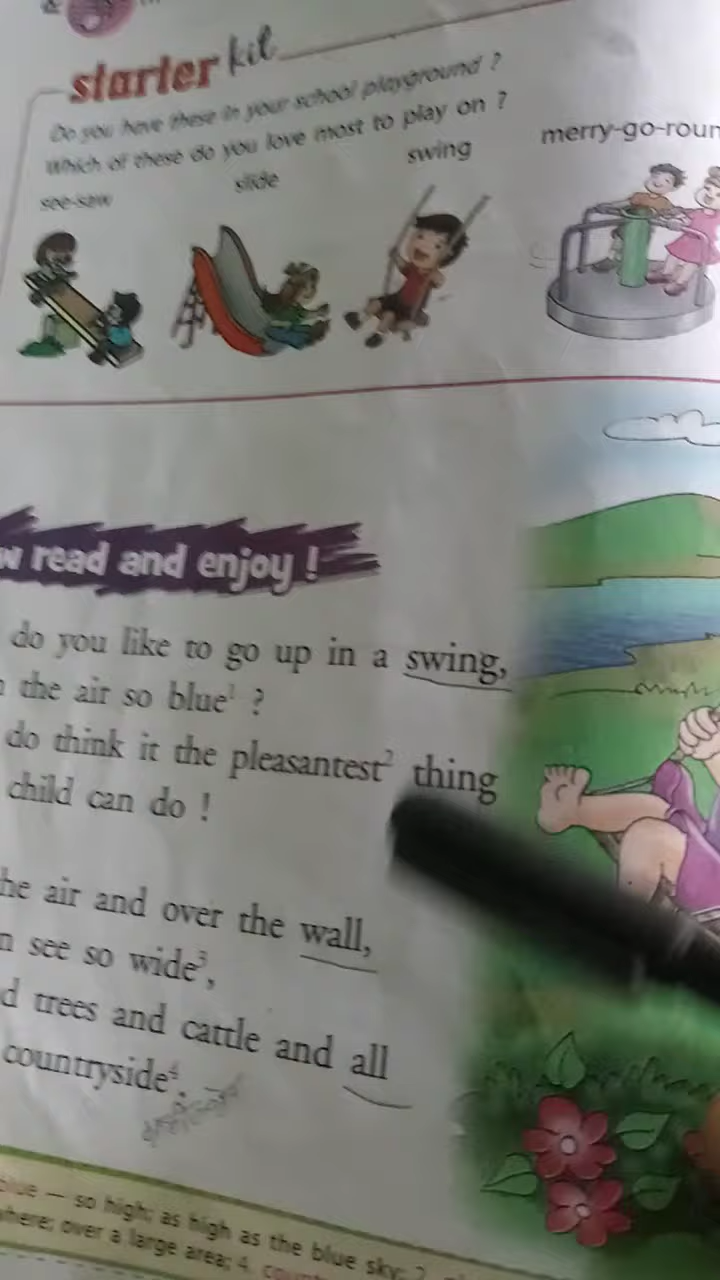 starter kit
Do you have these in your school playground ?
Which of these do you love most to play on ?
see-saw slide swing merry-go-roun
w read and enjoy !
do you like to go up in a swing,
the air so blue¹ ?
do think it the pleasantest² thing
child can do !
he air and over the wall,
n see so wide³,
d trees and cattle and all
countryside⁴.
blue — so high; as high as the blue sky; 2.
where; over a large area; 4.